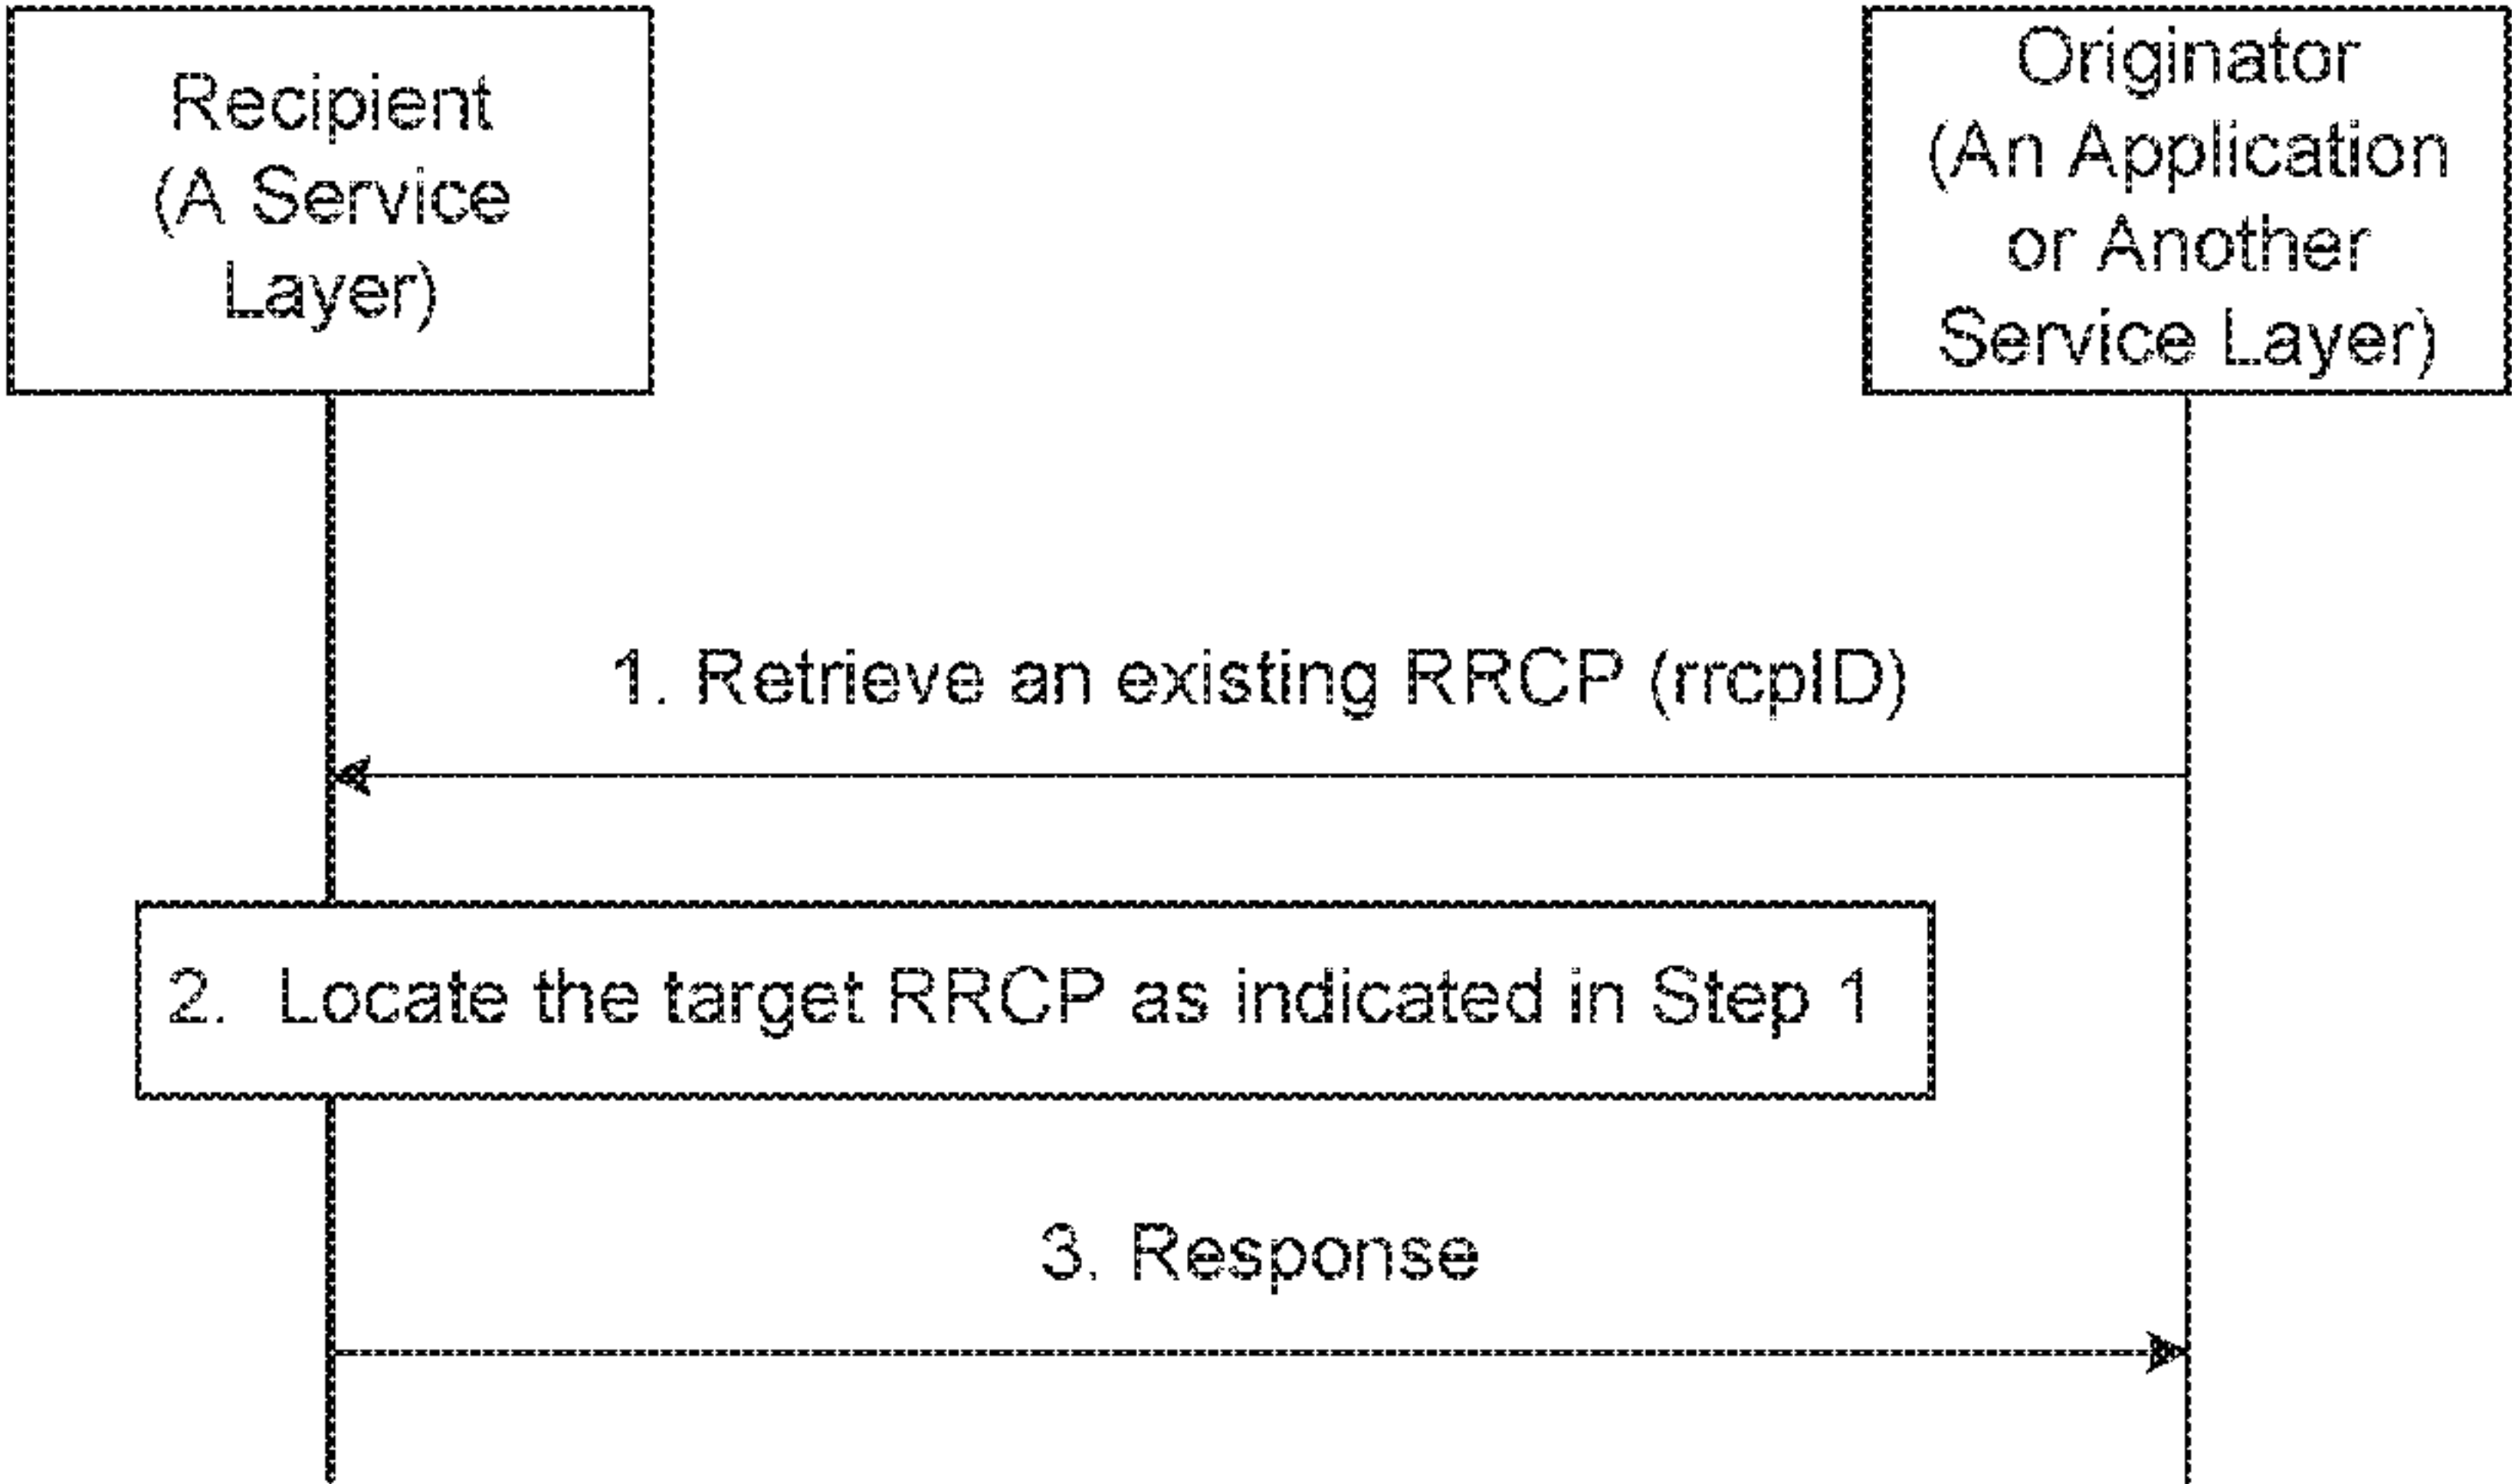 Recipient
(A Service
Layer)
Originator
(An Application
or Another
Service Layer)
1. Retrieve an existing RRCP (rrcpID)
2. Locate the target RRCP as indicated in Step 1
3. Response